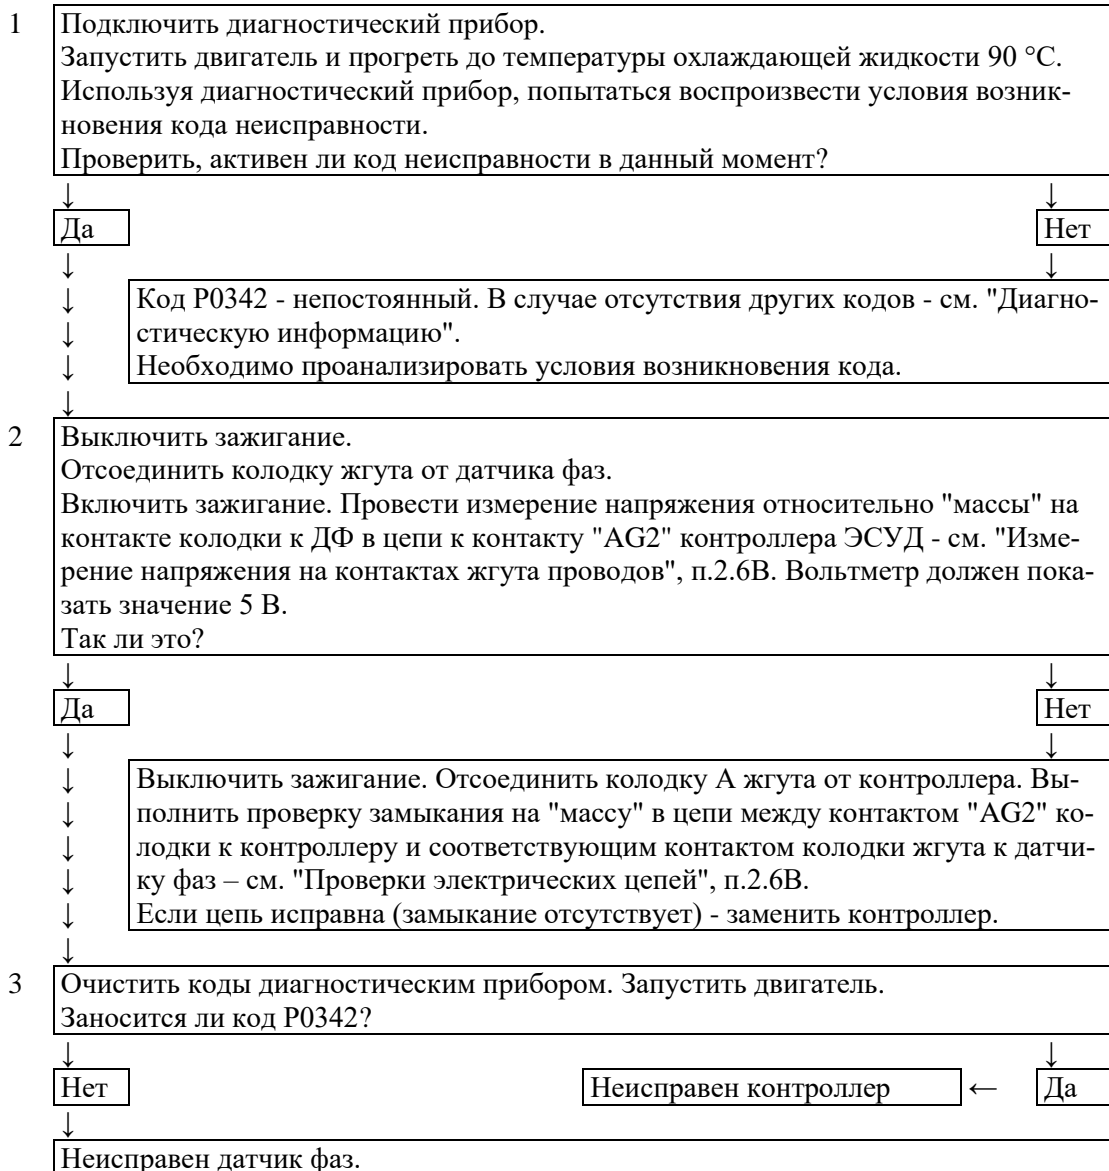 1 Подключить диагностический прибор.
Запустить двигатель и прогреть до температуры охлаждающей жидкости 90 °С.
Используя диагностический прибор, попытаться воспроизвести условия возник-
новения кода неисправности.
Проверить, активен ли код неисправности в данный момент?
↓ ↓
Да Нет
↓ ↓
↓ Код Р0342 - непостоянный. В случае отсутствия других кодов - см. "Диагно-
↓ стическую информацию".
↓ Необходимо проанализировать условия возникновения кода.
↓
2 Выключить зажигание.
Отсоединить колодку жгута от датчика фаз.
Включить зажигание. Провести измерение напряжения относительно "массы" на
контакте колодки к ДФ в цепи к контакту "AG2" контроллера ЭСУД - см. "Изме-
рение напряжения на контактах жгута проводов", п.2.6В. Вольтметр должен пока-
зать значение 5 В.
Так ли это?
↓ ↓
Да Нет
↓ ↓
↓ Выключить зажигание. Отсоединить колодку А жгута от контроллера. Вы-
↓ полнить проверку замыкания на "массу" в цепи между контактом "AG2" ко-
↓ лодки к контроллеру и соответствующим контактом колодки жгута к датчи-
↓ ку фаз – см. "Проверки электрических цепей", п.2.6В.
↓ Если цепь исправна (замыкание отсутствует) - заменить контроллер.
↓
3 Очистить коды диагностическим прибором. Запустить двигатель.
Заносится ли код Р0342?
↓ ↓
Нет Неисправен контроллер ← Да
↓
Неисправен датчик фаз.